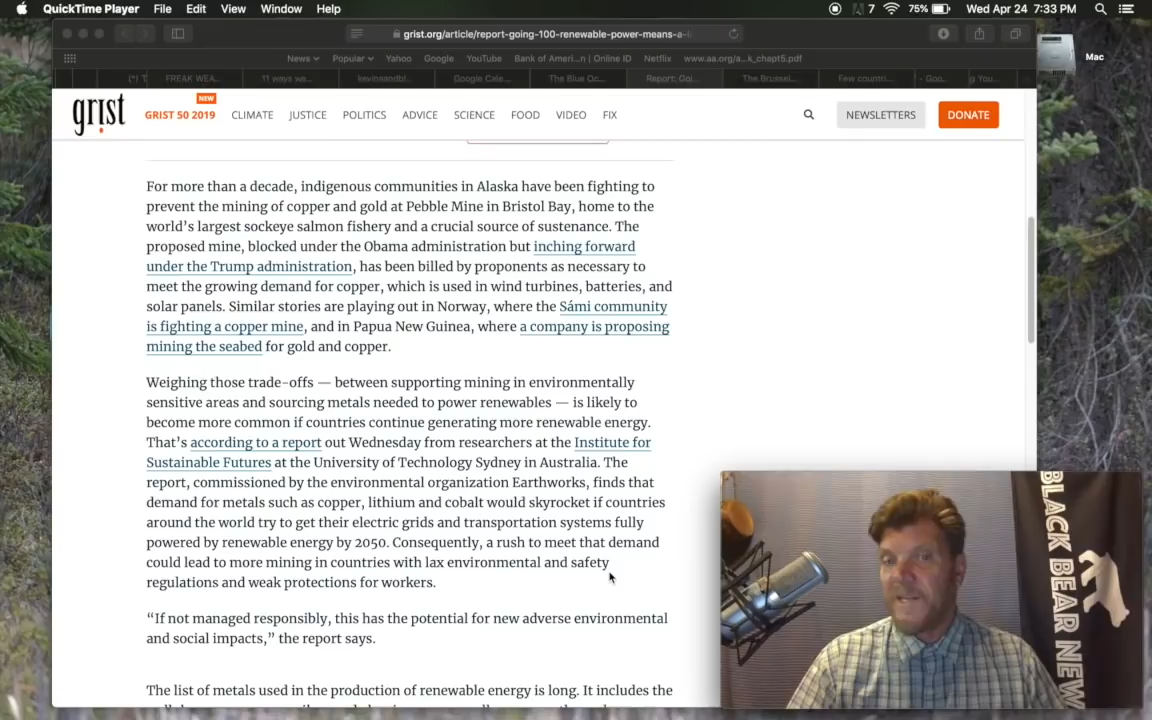 QuickTime Player File Edit View Window Help
7 75% Wed Apr 24 7:33 PM
grist.org/article/report-going-100-renewable-power-means-a-l
Mac
News Popular Yahoo Google YouTube Bank of Ameri...n | Online ID Netflix www.aa.org/a...k_chapt5.pdf
(*) T FREAK WEA... 11 ways we... kevinsandbl... Google Cale... The Blue Oc... Report: Goi... The Brussel... Few countri... - Goo... g You...
grist
NEW
GRIST 50 2019 CLIMATE JUSTICE POLITICS ADVICE SCIENCE FOOD VIDEO FIX NEWSLETTERS DONATE
For more than a decade, indigenous communities in Alaska have been fighting to
prevent the mining of copper and gold at Pebble Mine in Bristol Bay, home to the
world’s largest sockeye salmon fishery and a crucial source of sustenance. The
proposed mine, blocked under the Obama administration but inching forward
under the Trump administration, has been billed by proponents as necessary to
meet the growing demand for copper, which is used in wind turbines, batteries, and
solar panels. Similar stories are playing out in Norway, where the Sámi community
is fighting a copper mine, and in Papua New Guinea, where a company is proposing
mining the seabed for gold and copper.
Weighing those trade-offs — between supporting mining in environmentally
sensitive areas and sourcing metals needed to power renewables — is likely to
become more common if countries continue generating more renewable energy.
That’s according to a report out Wednesday from researchers at the Institute for
Sustainable Futures at the University of Technology Sydney in Australia. The
report, commissioned by the environmental organization Earthworks, finds that
demand for metals such as copper, lithium and cobalt would skyrocket if countries
around the world try to get their electric grids and transportation systems fully
powered by renewable energy by 2050. Consequently, a rush to meet that demand
could lead to more mining in countries with lax environmental and safety
regulations and weak protections for workers.
“If not managed responsibly, this has the potential for new adverse environmental
and social impacts,” the report says.
The list of metals used in the production of renewable energy is long. It includes the
BLACK BEAR NEW